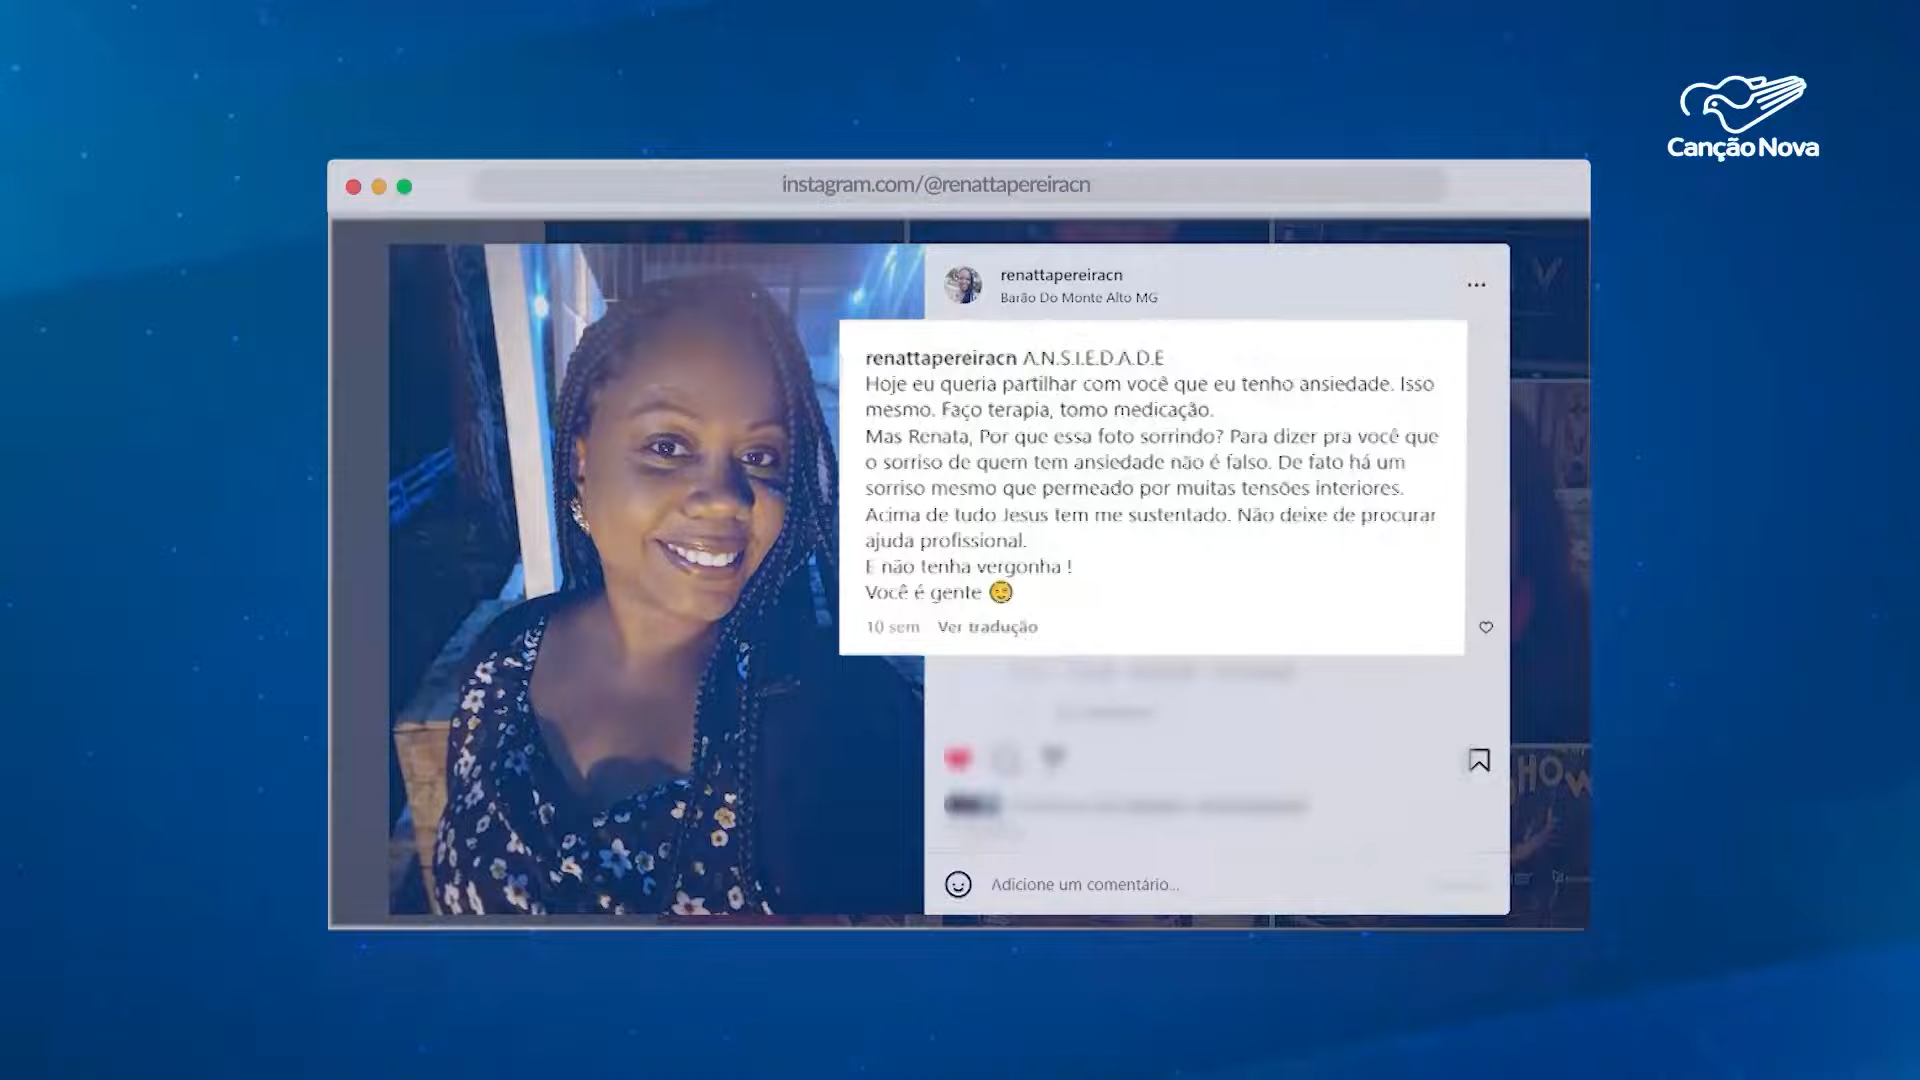 Canção Nova
instagram.com/@renattapereiracn
renattapereiracn
Barão Do Monte Alto MG
renattapereiracn A.N.S.I.E.D.A.D.E
Hoje eu queria partilhar com você que eu tenho ansiedade. Isso
mesmo. Faço terapia, tomo medicação.
Mas Renata, Por que essa foto sorrindo? Para dizer pra você que
o sorriso de quem tem ansiedade não é falso. De fato há um
sorriso mesmo que permeado por muitas tensões interiores.
Acima de tudo Jesus tem me sustentado. Não deixe de procurar
ajuda profissional.
E não tenha vergonha !
Você é gente 😉
10 sem Ver tradução
Adicione um comentário...